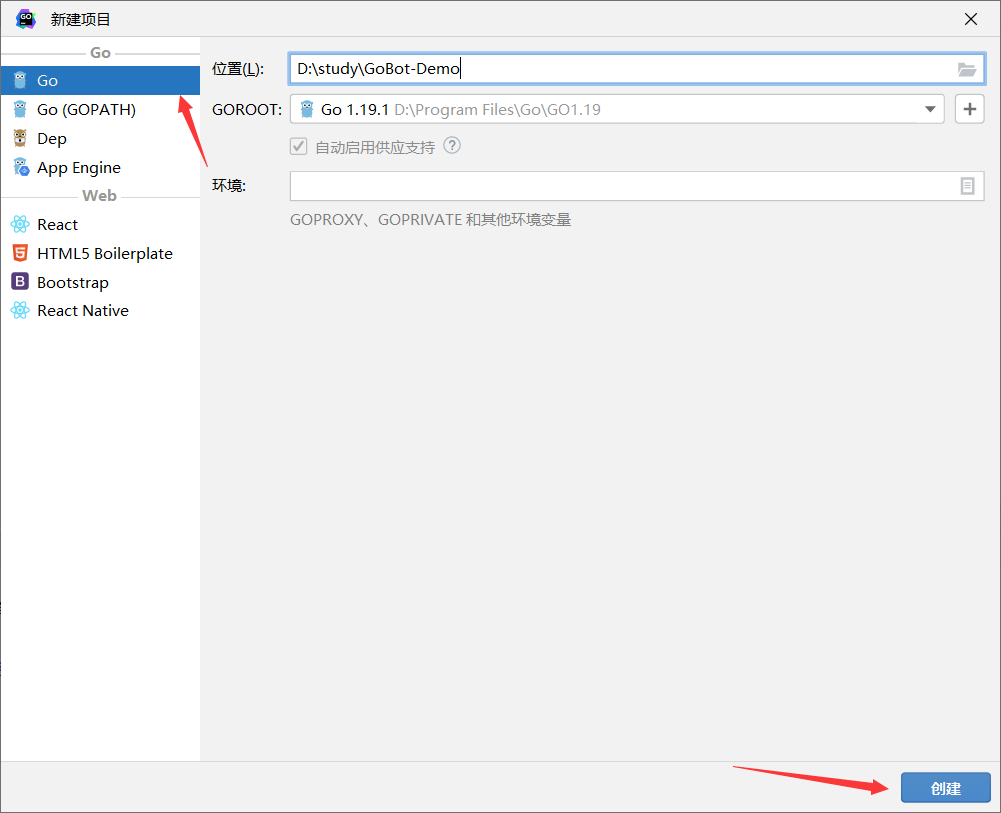 新建项目
Go
Go
Go (GOPATH)
Dep
App Engine
Web
React
HTML5 Boilerplate
Bootstrap
React Native
位置(L): D:\study\GoBot-Demo
GOROOT: Go 1.19.1 D:\Program Files\Go\GO1.19
自动启用供应支持
环境:
GOPROXY、GOPRIVATE 和其他环境变量
创建